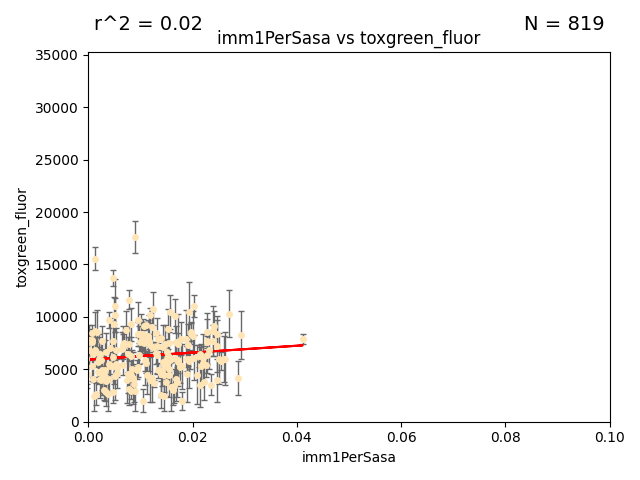 r^2 = 0.02
N = 819
imm1PerSasa vs toxgreen_fluor
35000
30000
25000
20000
15000
10000
5000
0
toxgreen_fluor
0.00
0.02
0.04
0.06
0.08
0.10
imm1PerSasa